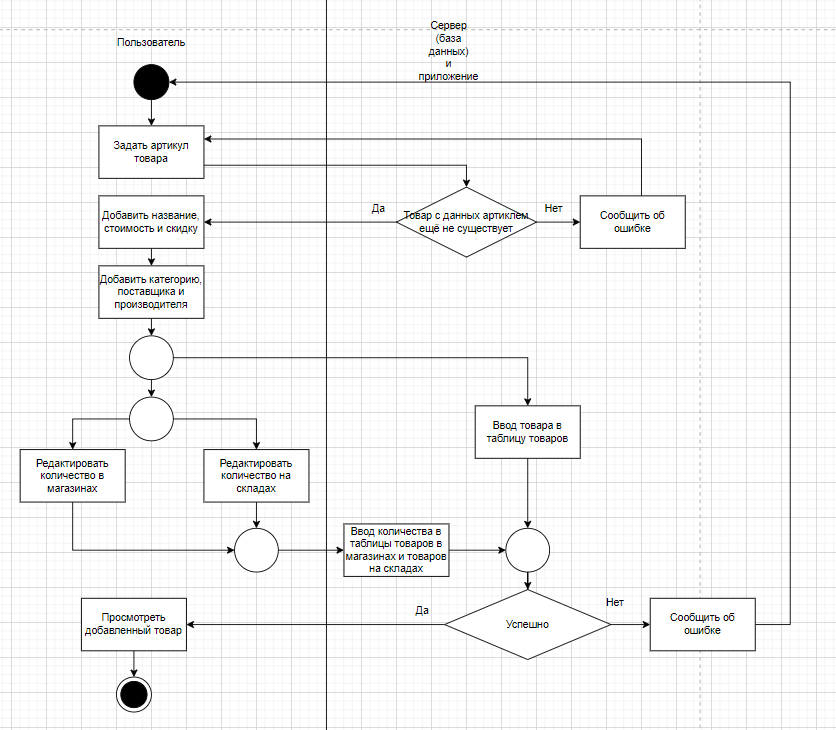 Сервер
(база
данных)
и
приложение
Пользователь
Задать артикул
товара
Да
Товар с данных артиклем
ещё не существует
Нет
Сообщить об
ошибке
Добавить название,
стоимость и скидку
Добавить категорию,
поставщика и
производителя
Ввод товара в
таблицу товаров
Редактировать
количество в
магазинах
Редактировать
количество на
складах
Ввод количества в
таблицы товаров в
магазинах и товаров
на складах
Просмотреть
добавленный товар
Да
Успешно
Нет
Сообщить об
ошибке